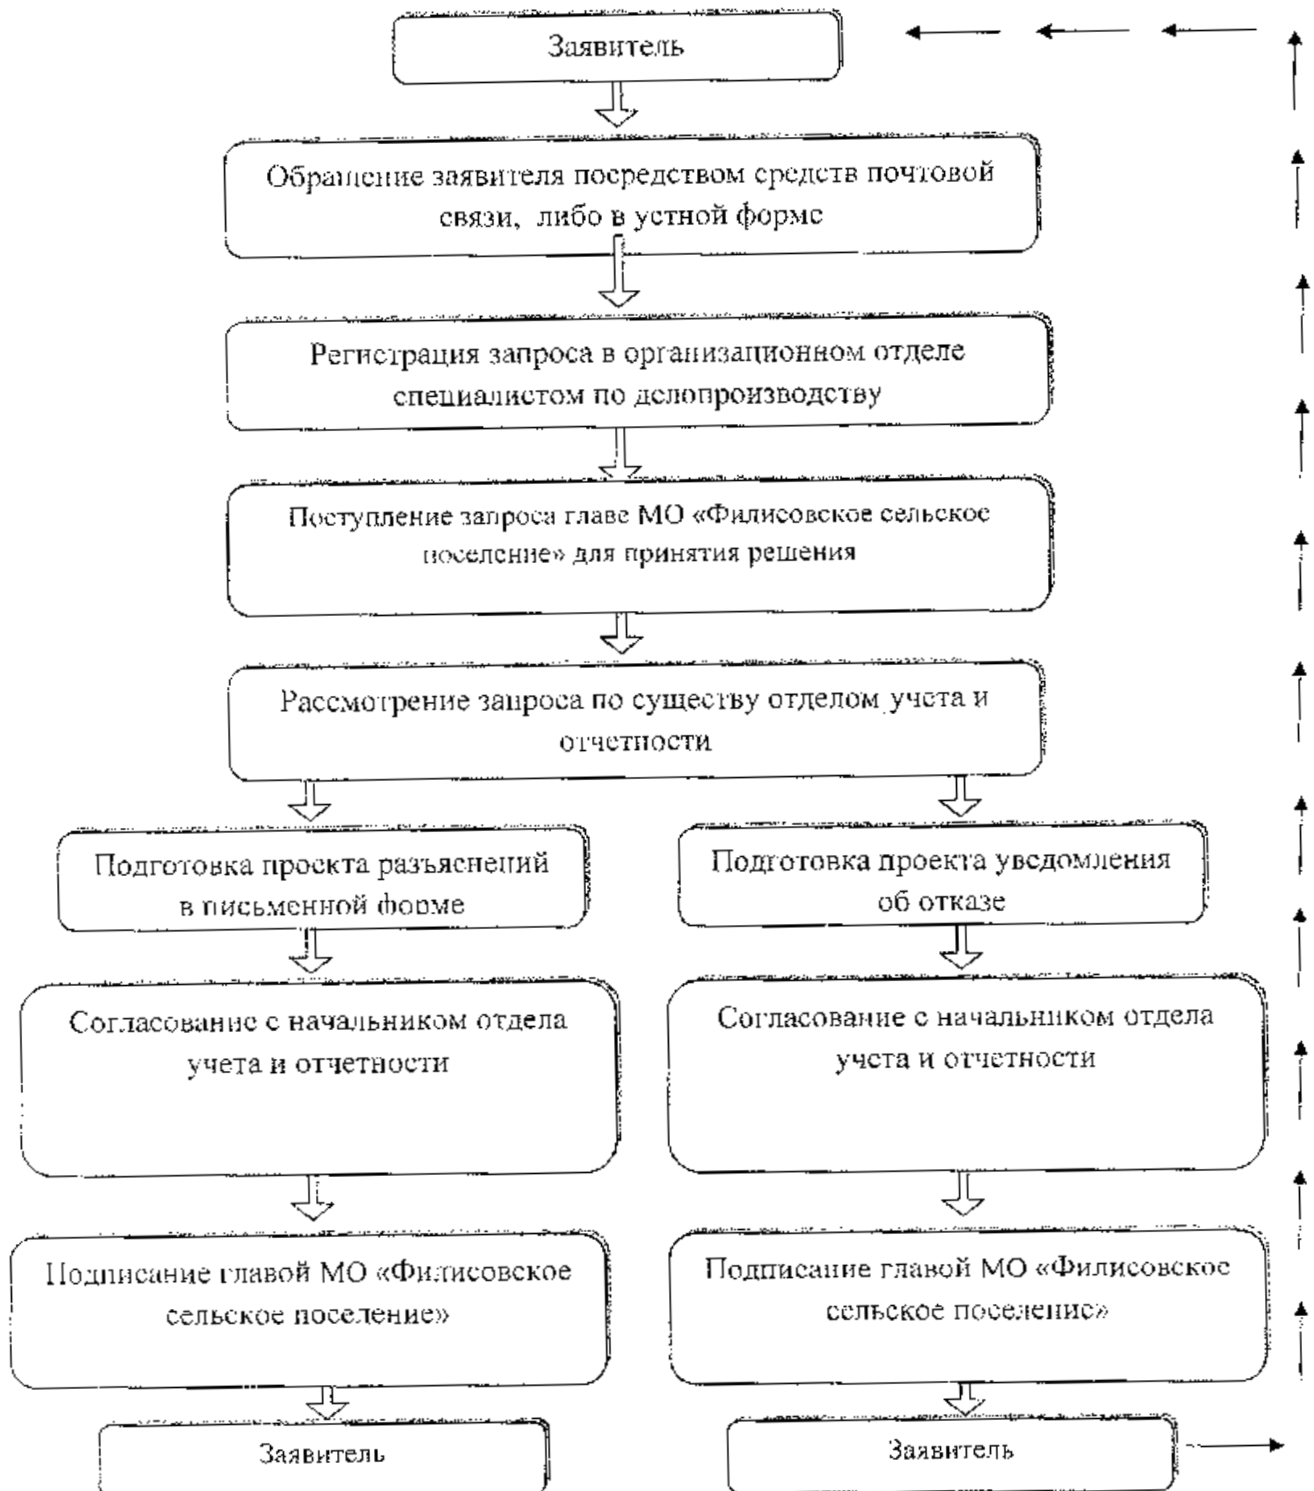 Заявитель
Обращение заявителя посредством средств почтовой
связи, либо в устной форме
Регистрация запроса в организационном отделе
специалистом по делопроизводству
Поступление запроса главе МО «Филисовское сельское
поселение» для принятия решения
Рассмотрение запроса по существу отделом учета и
отчетности
Подготовка проекта разъяснений
в письменной форме
Подготовка проекта уведомления
об отказе
Согласование с начальником отдела
учета и отчетности
Согласование с начальником отдела
учета и отчетности
Подписание главой МО «Филисовское
сельское поселение»
Подписание главой МО «Филисовское
сельское поселение»
Заявитель
Заявитель